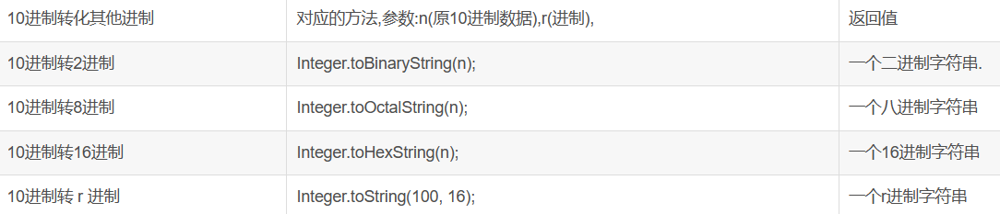 10进制转化其他进制 对应的方法,参数:n(原10进制数据),r(进制), 返回值
10进制转2进制 Integer.toBinaryString(n); 一个二进制字符串.
10进制转8进制 Integer.toOctalString(n); 一个八进制字符串
10进制转16进制 Integer.toHexString(n); 一个16进制字符串
10进制转 r 进制 Integer.toString(100, 16); 一个r进制字符串